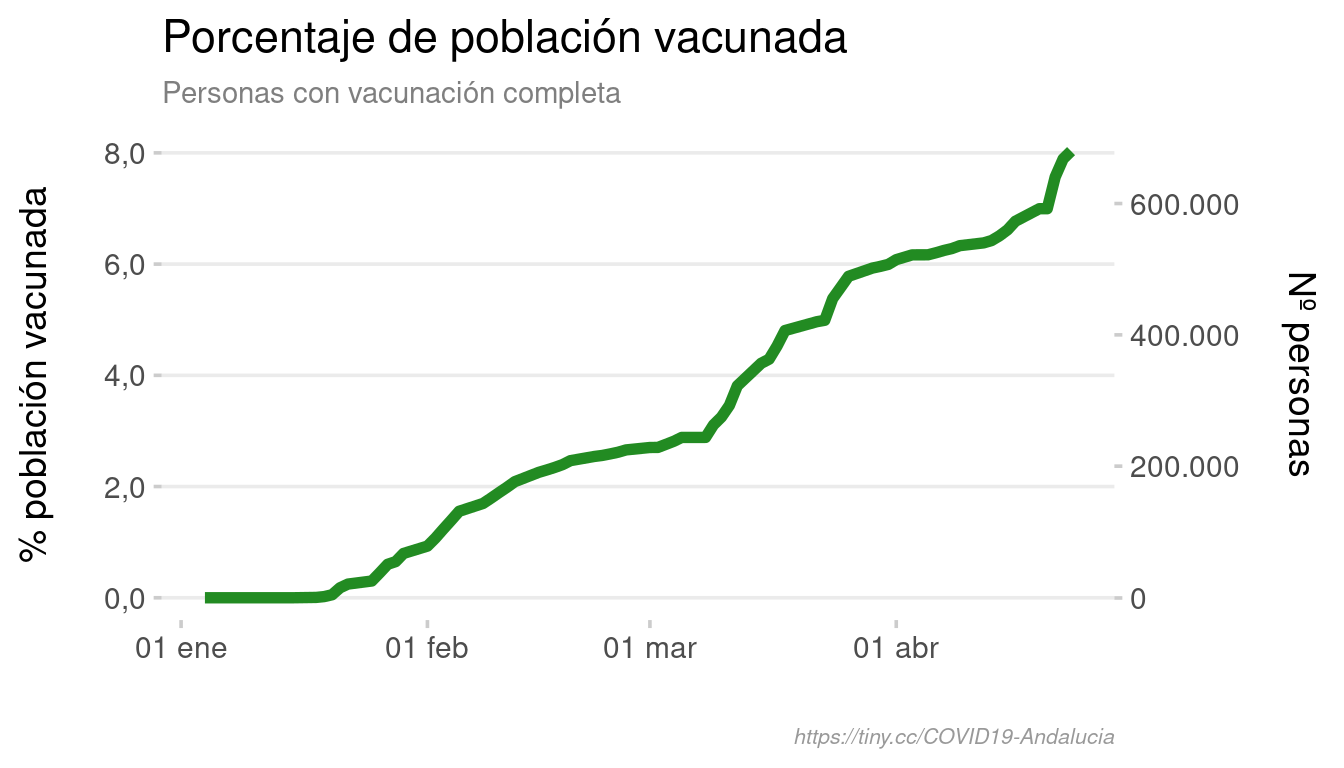 Porcentaje de población vacunada
Personas con vacunación completa
% población vacunada
8,0
6,0
4,0
2,0
0,0
600.000
400.000
200.000
0
Nº personas
01 ene
01 feb
01 mar
01 abr
https://tiny.cc/COVID19-Andalucia